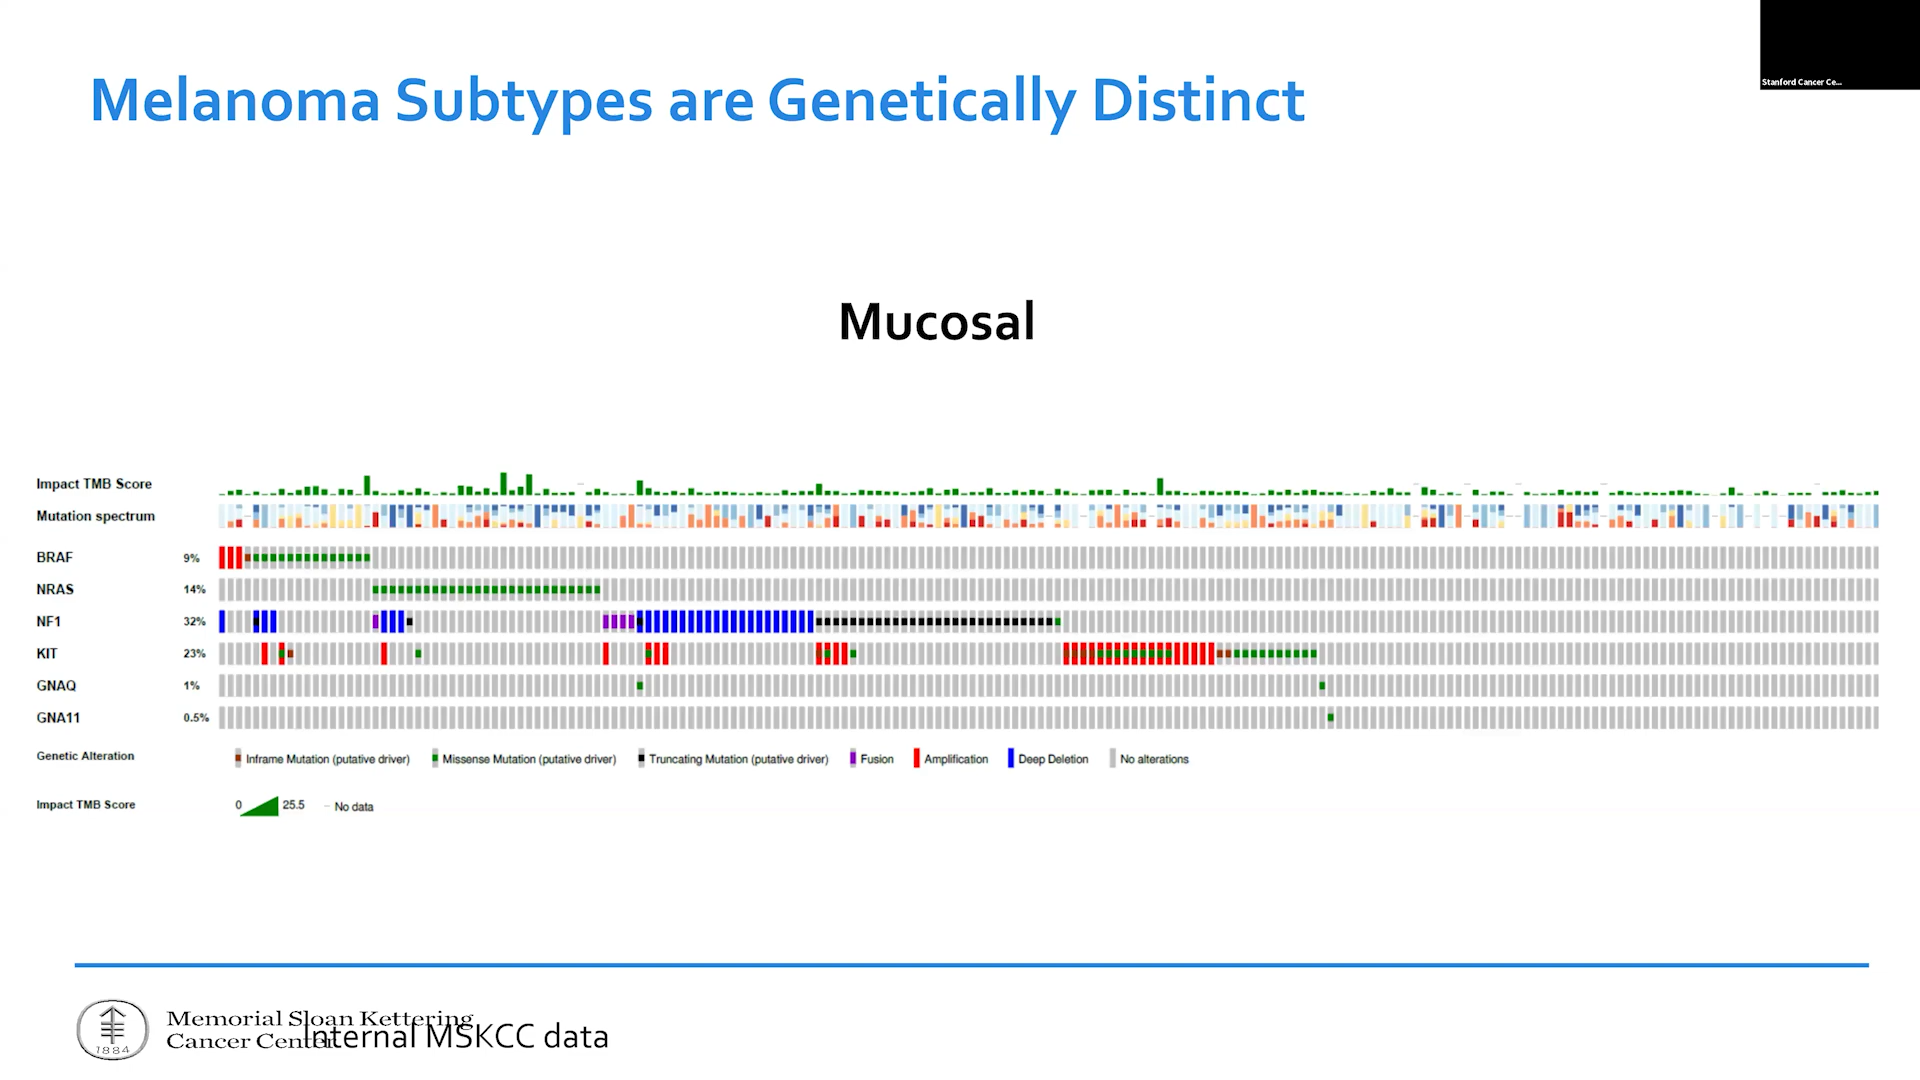 Stanford Cancer Ce...
Melanoma Subtypes are Genetically Distinct
Mucosal
Impact TMB Score
Mutation spectrum
BRAF 9%
NRAS 14%
NF1 32%
KIT 23%
GNAQ 1%
GNA11 0.5%
Genetic Alteration Inframe Mutation (putative driver) Missense Mutation (putative driver) Truncating Mutation (putative driver) Fusion Amplification Deep Deletion No alterations
Impact TMB Score 0 25.5 No data
Memorial Sloan Kettering
Cancer Center
1884
Internal MSKCC data